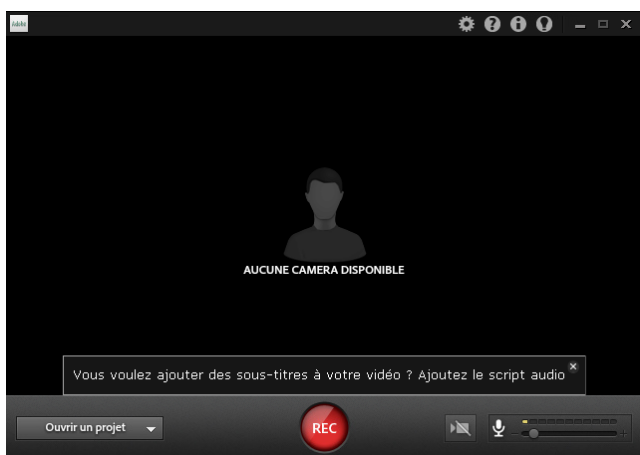 Adobe
AUCUNE CAMERA DISPONIBLE
Vous voulez ajouter des sous-titres à votre vidéo ? Ajoutez le script audio
Ouvrir un projet
REC